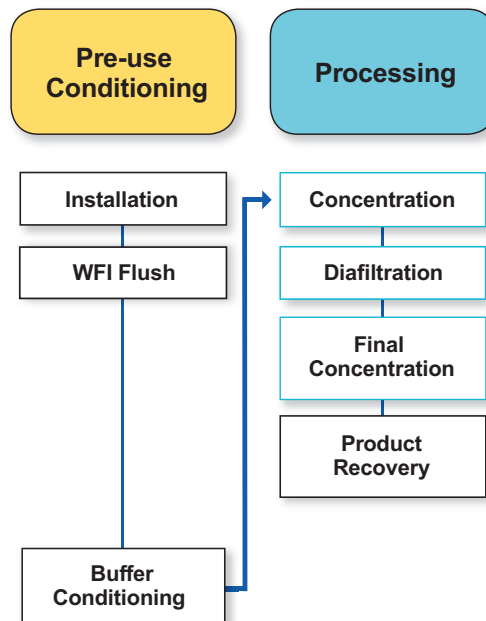 Pre-use
Conditioning
Processing
Installation
WFI Flush
Buffer
Conditioning
Concentration
Diafiltration
Final
Concentration
Product
Recovery